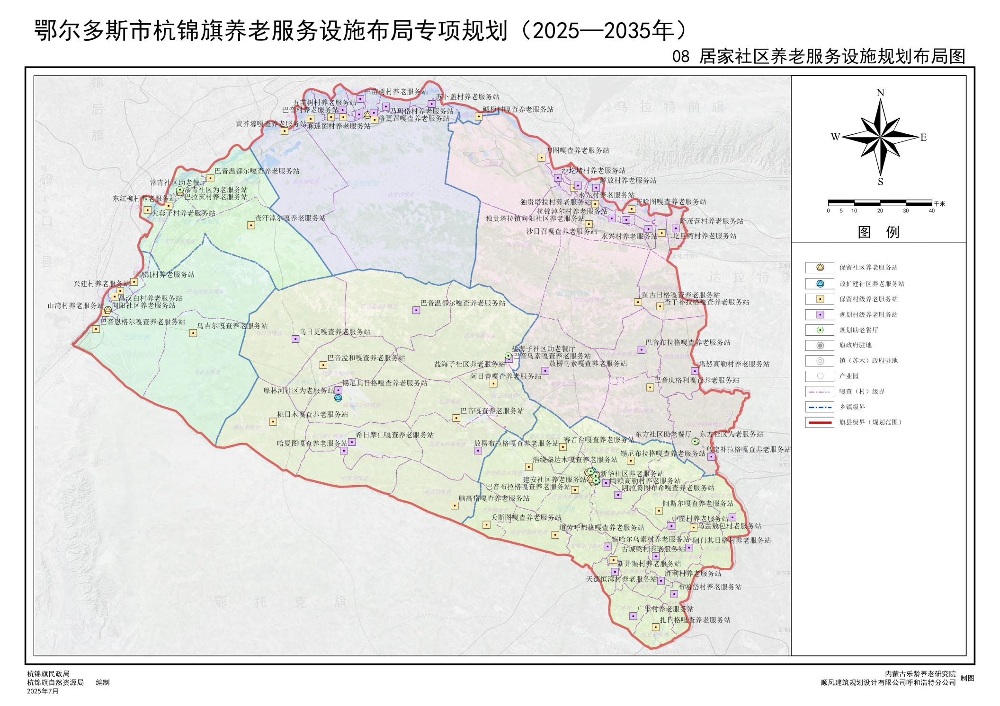 鄂尔多斯市杭锦旗养老服务设施布局专项规划（2025—2035年）
08 居家社区养老服务设施规划布局图
锦
后
旗
磴
口
县
乌拉特前旗
达拉特旗
鄂托克旗
三苗树村养老服务站
五苗树村养老服务站
苏卜盖村养老服务站
巴音村养老服务站
乃玛岱村养老服务站
碱柜村嘎查养老服务站
格更召嘎查养老服务站
黄芥壕嘎查养老服务站
麻迷图村养老服务站
刀图嘎查养老服务站
沙圪堵村养老服务站
巴音温都尔嘎查养老服务站
常青社区助老餐厅
解放村养老服务站
常青社区为老服务站
巴拉亥村养老服务站
永先村养老服务站
东红柳村养老服务站
独贵塔拉村养老服务站
芒哈图嘎查养老服务站
大套子村养老服务站
杭锦淖尔村养老服务站
查汗淖尔嘎养老服务站
独贵塔拉镇向阳社区养老服务站
隆茂营村养老服务站
沙日召嘎查养老服务站
永兴村养老服务站
二圪旦湾村养老服务站
朝凯村养老服务站
兴建村养老服务站
昌汉白村养老服务站
山湾村养老服务站
向阳社区养老服务站
图古日格嘎查养老服务站
查干补拉格嘎查养老服务站
巴音温都尔嘎查养老服务站
巴音恩格尔嘎查养老服务站
乌吉尔嘎查养老服务站
乌日更嘎查养老服务站
巴音布拉格嘎查养老服务站
盐海子社区助老餐厅
巴音乌素嘎查养老服务站
巴音孟和嘎查养老服务站
盐海子社区养老服务站
敖楞乌素嘎查养老服务站
塔然高勒村养老服务站
阿日善嘎查养老服务站
巴音庆格利嘎查养老服务站
锡尼其日格嘎查养老服务站
摩林河社区为老服务站
桃日木嘎查养老服务站
巴音嘎查养老服务站
希日摩仁嘎查养老服务站
东方社区助老餐厅
东方社区为老服务站
哈夏图嘎查养老服务站
敖楞布拉格嘎查养老服务站
赛音台嘎查养老服务站
乌定补拉格嘎查养老服务站
锡尼布拉格嘎查养老服务站
浩绕柴达木嘎查养老服务站
新华社区养老服务站
建安社区养老服务站
陶赖高勒村养老服务站
巴音布拉格嘎查养老服务站
阿拉腾图布希嘎查养老服务站
脑高岱嘎查养老服务站
阿斯尔嘎查养老服务站
夭斯图嘎查养老服务站
中图村养老服务站
乌兰敖包村老服务站
道劳呼都格嘎查养老服务站
察哈尔乌素村养老服务站
阿门其日格村养老服务站
古城梁村养老服务站
新井渠村养老服务站
天德恒湾村养老服务站
胜利村养老服务站
布哈岱村养老服务站
广丰村养老服务站
扎日格嘎查养老服务站
N
W
E
S
千米
0 5 10 20 30 40
图 例
保留社区养老服务站
改扩建社区养老服务站
保留村级养老服务站
规划村级养老服务站
规划助老餐厅
旗政府驻地
镇（苏木）政府驻地
产业园
嘎查（村）级界
乡镇级界
旗县级界（规划范围）
杭锦旗民政局
杭锦旗自然资源局 编制
2025年7月
内蒙古乐龄养老研究院
顺风建筑规划设计有限公司呼和浩特分公司 制图